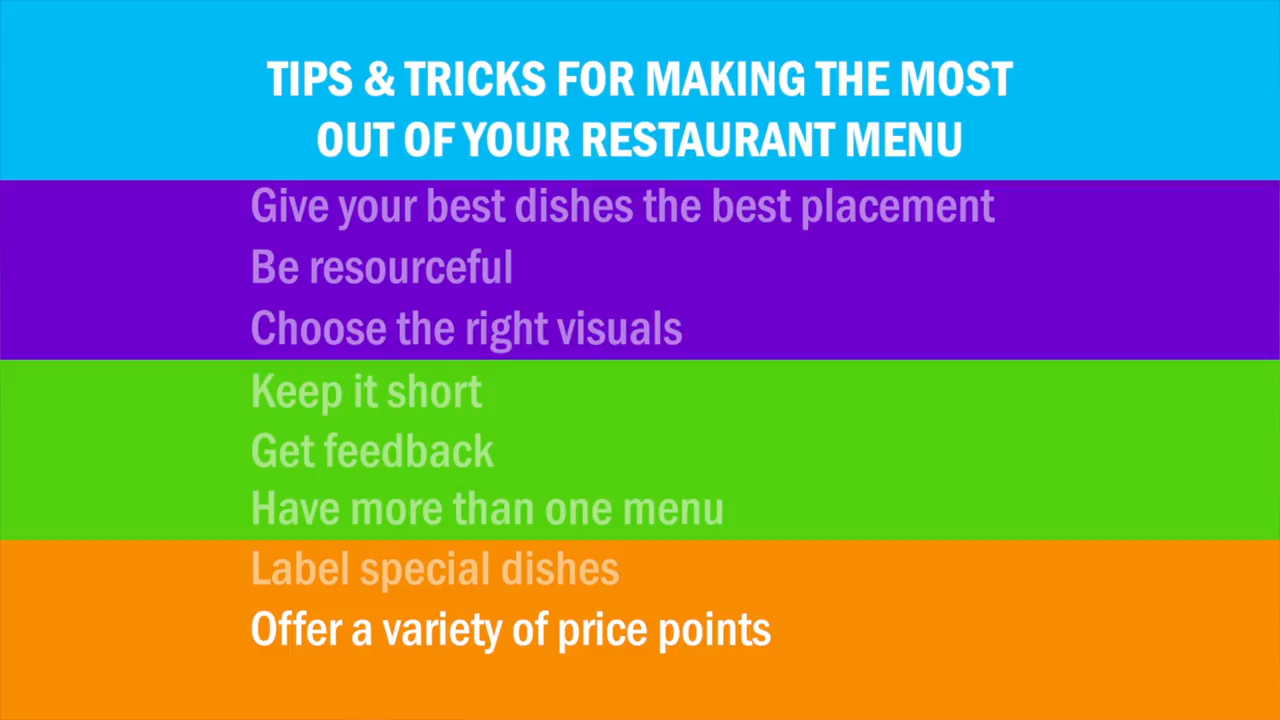 TIPS & TRICKS FOR MAKING THE MOST
OUT OF YOUR RESTAURANT MENU
Give your best dishes the best placement
Be resourceful
Choose the right visuals
Keep it short
Get feedback
Have more than one menu
Label special dishes
Offer a variety of price points